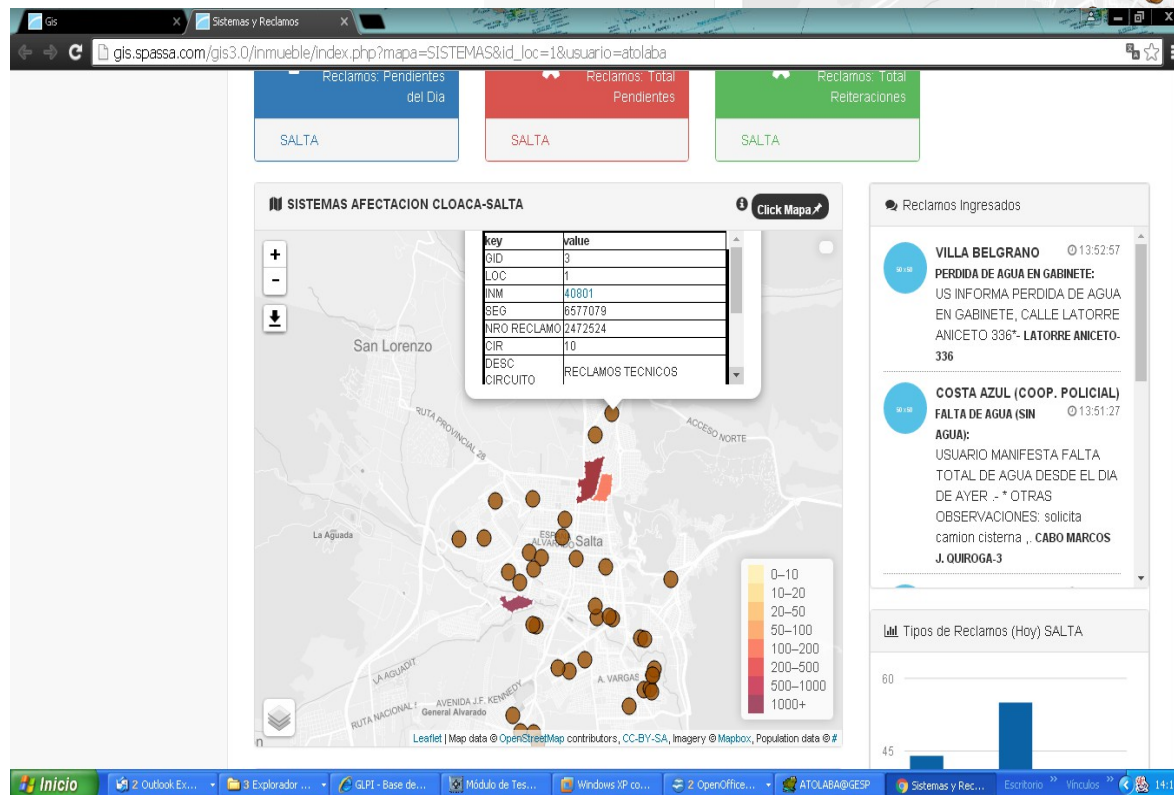 Gis
Sistemas y Reclamos
gis.spassa.com/gis3.0/inmueble/index.php?mapa=SISTEMAS&id_loc=1&usuario=atolaba
Reclamos: Pendientes
del Dia
SALTA
Reclamos: Total
Pendientes
SALTA
Reclamos: Total
Reiteraciones
SALTA
SISTEMAS AFECTACION CLOACA-SALTA
Click Mapa
+
-
key value
GID 3
LOC 1
INM 40801
SEG 6577079
NRO RECLAMO 2472524
CIR 10
DESC
CIRCUITO RECLAMOS TECNICOS
San Lorenzo
RUTA PROVINCIAL 28
ACCESO NORTE
La Aguada
Salta
LA AGUADIT
A. VARGAS
AVENIDA J.F. KENNEDY
General Alvarado
RUTA NACIONAL
0–10
10–20
20–50
50–100
100–200
200–500
500–1000
1000+
Leaflet | Map data © OpenStreetMap contributors, CC-BY-SA, Imagery © Mapbox, Population data © #
Reclamos Ingresados
50 x 50
VILLA BELGRANO 13:52:57
PERDIDA DE AGUA EN GABINETE:
US INFORMA PERDIDA DE AGUA
EN GABINETE, CALLE LATORRE
ANICETO 336*- LATORRE ANICETO-
336
50 x 50
COSTA AZUL (COOP. POLICIAL)
FALTA DE AGUA (SIN 13:51:27
AGUA):
USUARIO MANIFESTA FALTA
TOTAL DE AGUA DESDE EL DIA
DE AYER .- * OTRAS
OBSERVACIONES: solicita
camion cisterna ,. CABO MARCOS
J. QUIROGA-3
Tipos de Reclamos (Hoy) SALTA
60
45
Inicio
2 Outlook Ex...
3 Explorador ...
GLPI - Base de...
Módulo de Tes...
Windows XP co...
2 OpenOffice...
ATOLABA@GESP
Sistemas y Rec...
Escritorio
Vínculos